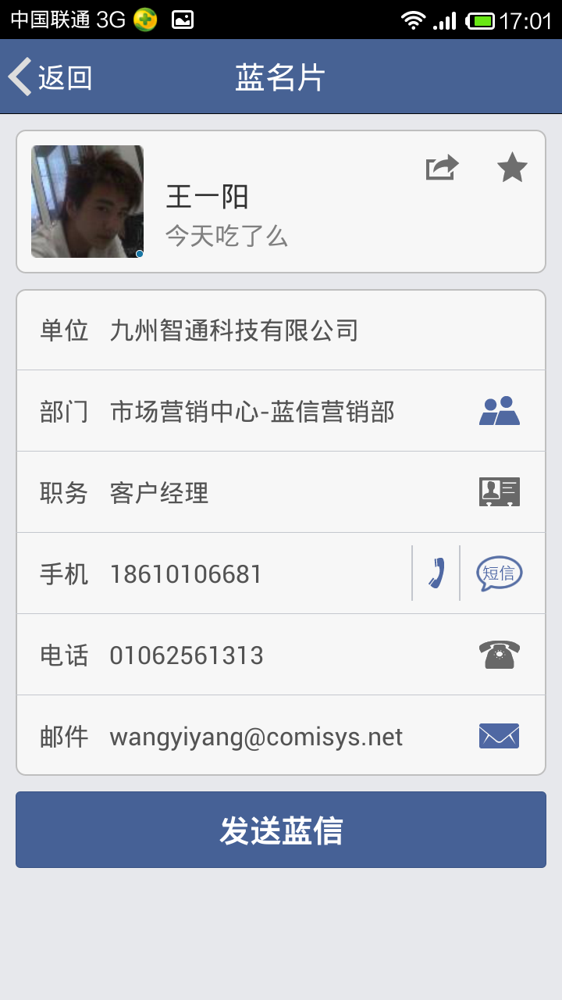 中国联通 3G 17:01
返回 蓝名片
王一阳
今天吃了么
单位 九州智通科技有限公司
部门 市场营销中心-蓝信营销部
职务 客户经理
手机 18610106681 短信
电话 01062561313
邮件 wangyiyang@comisys.net
发送蓝信